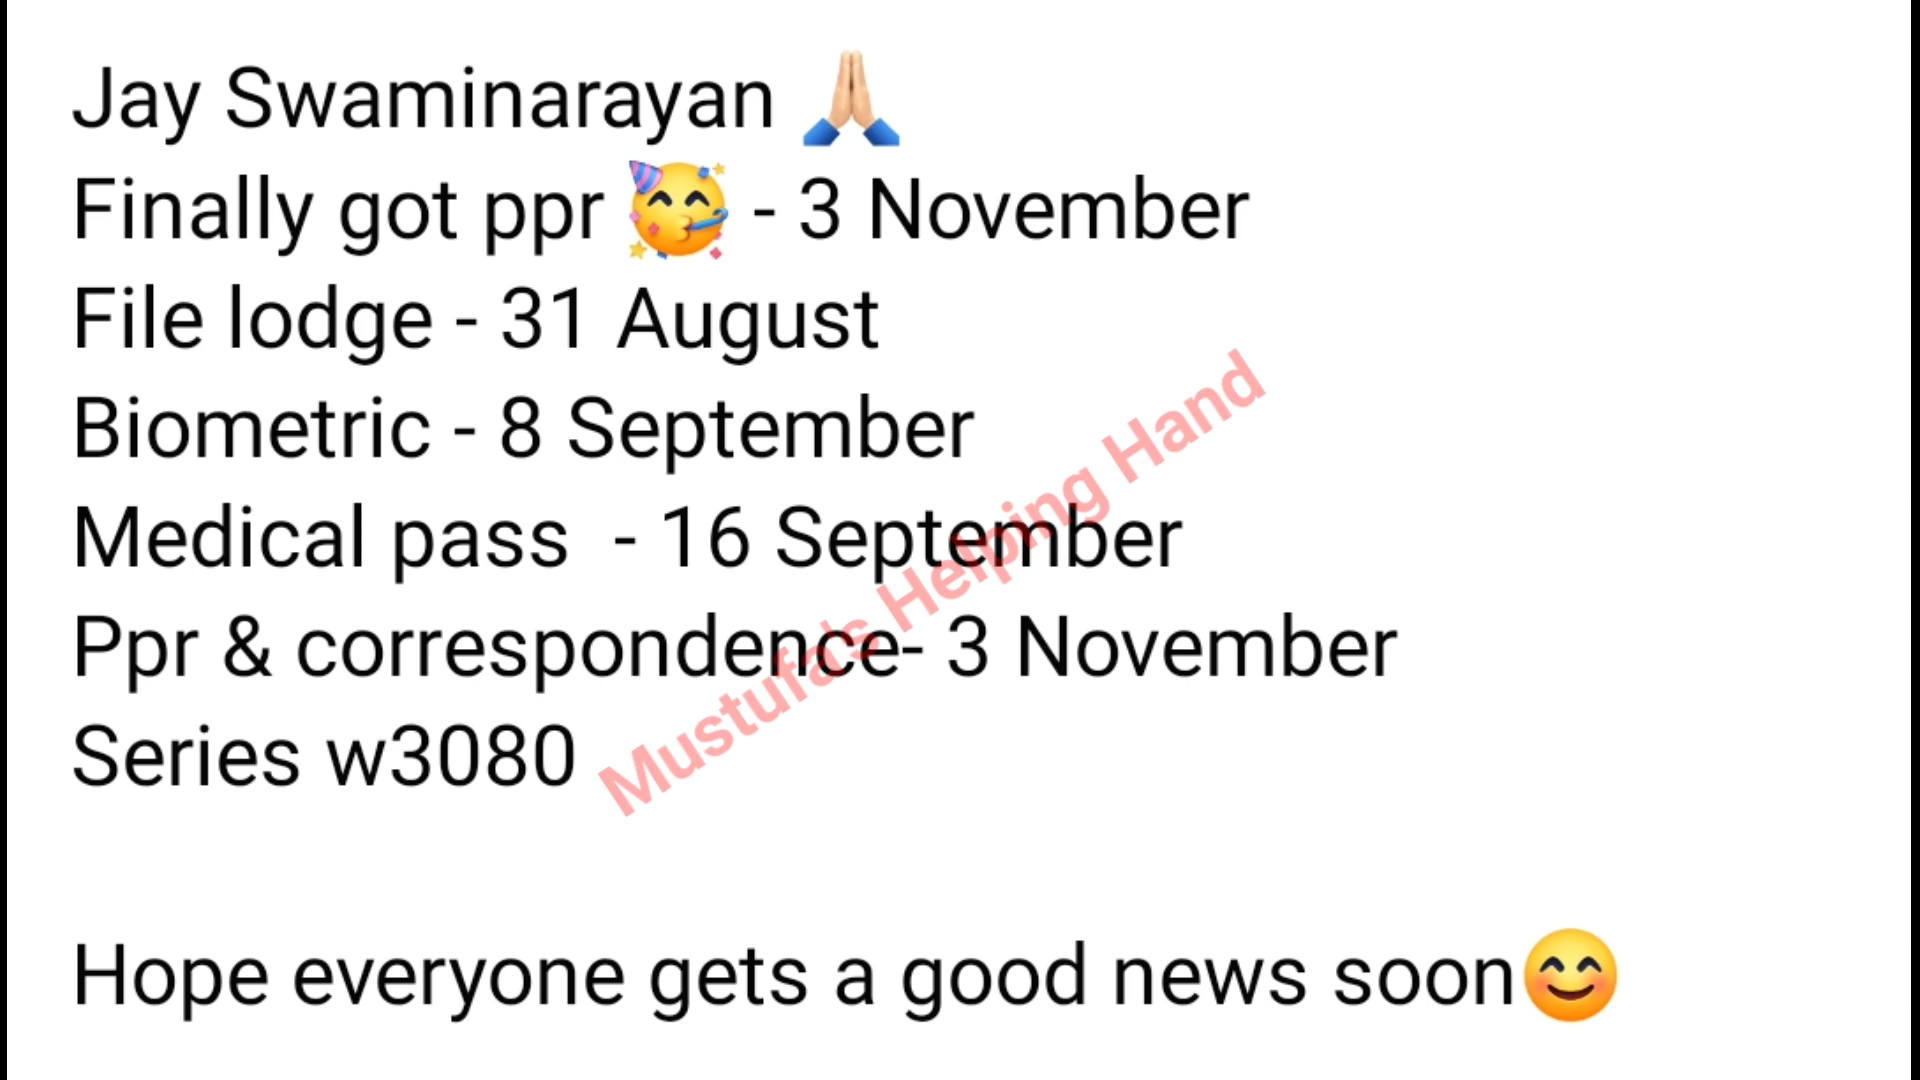 Jay Swaminarayan 🙏🏻
Finally got ppr 🥳 - 3 November
File lodge - 31 August
Biometric - 8 September
Medical pass  - 16 September
Ppr & correspondence- 3 November
Series w3080
Mustufa's Helping Hand
Hope everyone gets a good news soon😊